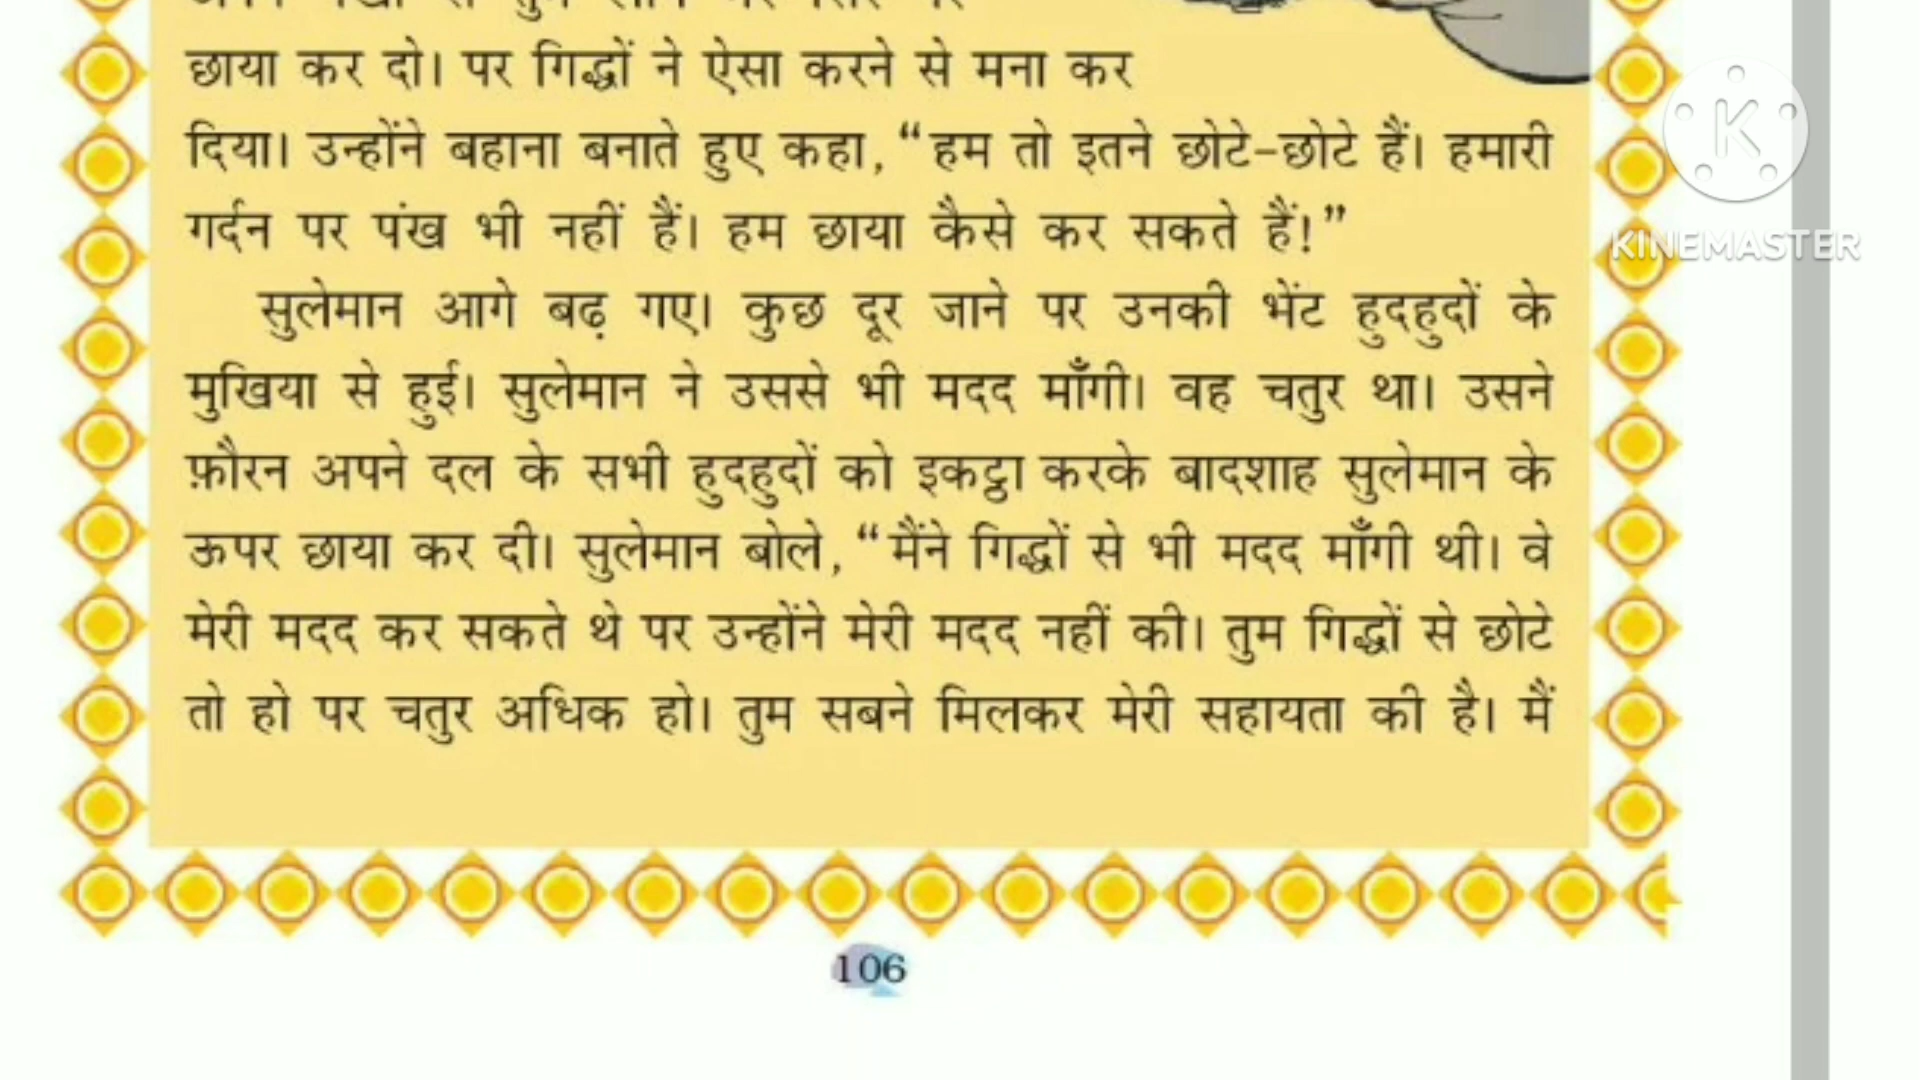 छाया कर दो। पर गिद्धों ने ऐसा करने से मना कर
दिया। उन्होंने बहाना बनाते हुए कहा, “हम तो इतने छोटे-छोटे हैं। हमारी
गर्दन पर पंख भी नहीं हैं। हम छाया कैसे कर सकते हैं!”
सुलेमान आगे बढ़ गए। कुछ दूर जाने पर उनकी भेंट हुदहुदों के
मुखिया से हुई। सुलेमान ने उससे भी मदद माँगी। वह चतुर था। उसने
फ़ौरन अपने दल के सभी हुदहुदों को इकट्ठा करके बादशाह सुलेमान के
ऊपर छाया कर दी। सुलेमान बोले, “मैंने गिद्धों से भी मदद माँगी थी। वे
मेरी मदद कर सकते थे पर उन्होंने मेरी मदद नहीं की। तुम गिद्धों से छोटे
तो हो पर चतुर अधिक हो। तुम सबने मिलकर मेरी सहायता की है। मैं
106
K
KINEMASTER